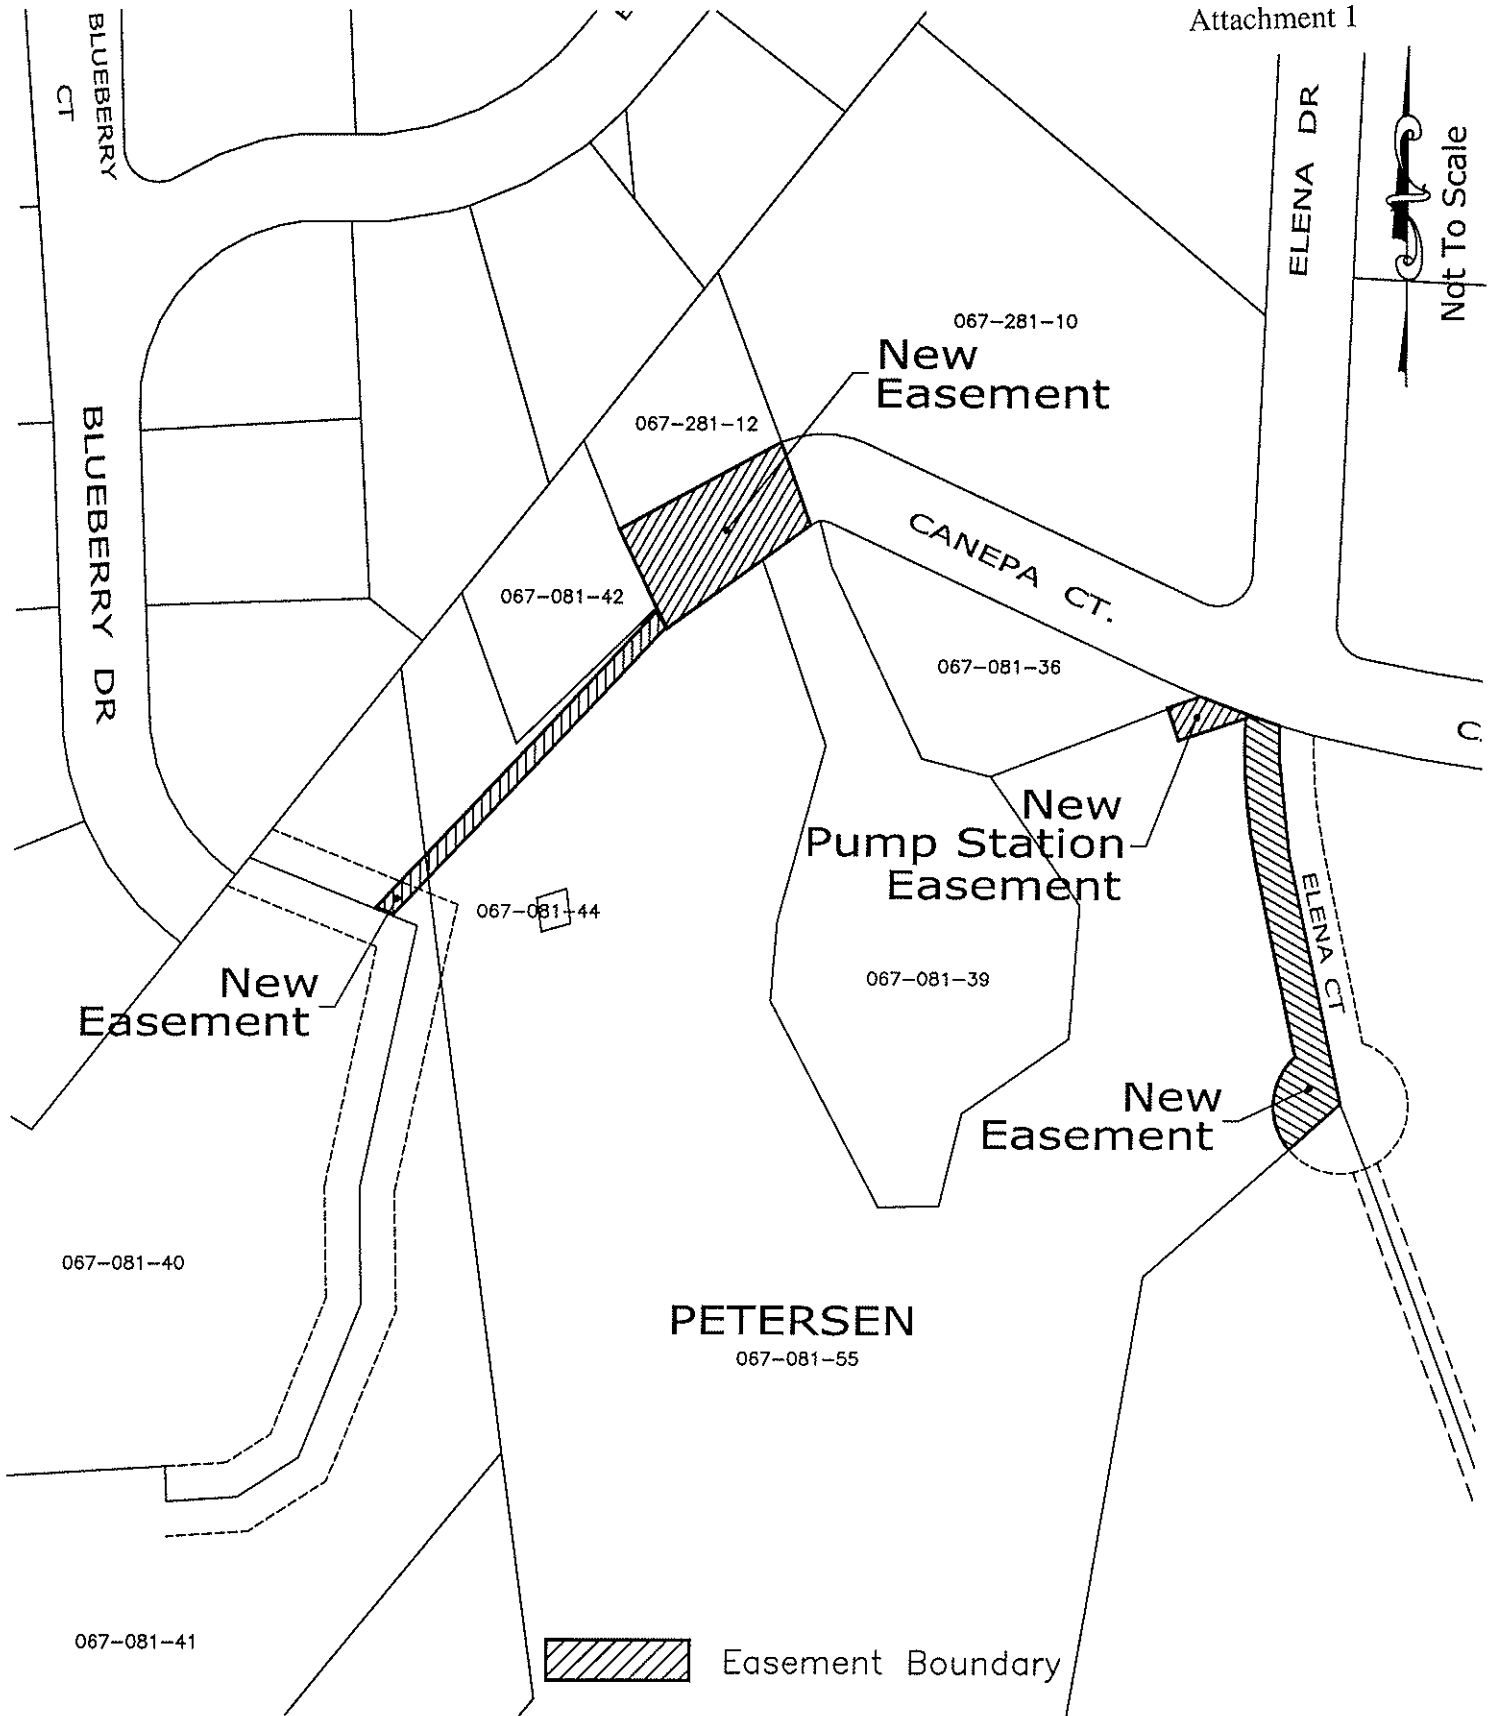 Attachment 1
BLUEBERRY
CT
ELENA DR
Not To Scale
067-281-10
New
Easement
067-281-12
BLUEBERRY DR
CANEPA CT.
067-081-42
067-081-36
C
New
Pump Station
Easement
ELENA CT
067-081-44
067-081-39
New
Easement
New
Easement
067-081-40
PETERSEN
067-081-55
067-081-41
Easement Boundary